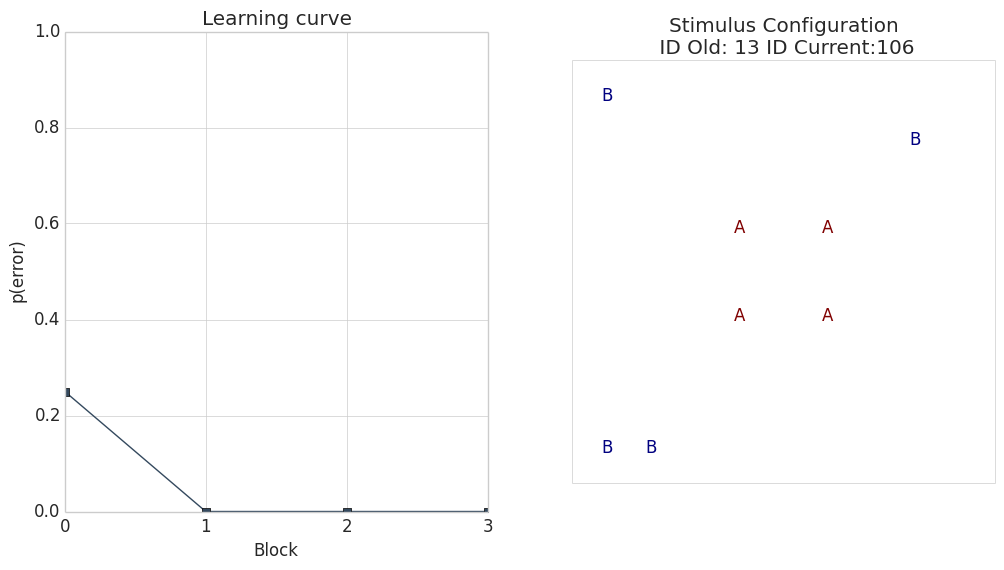 Learning curve
1.0
0.8
0.6
0.4
0.2
0.0
p(error)
0 1 2 3
Block
Stimulus Configuration
ID Old: 13 ID Current:106
B
B
A A
A A
B B